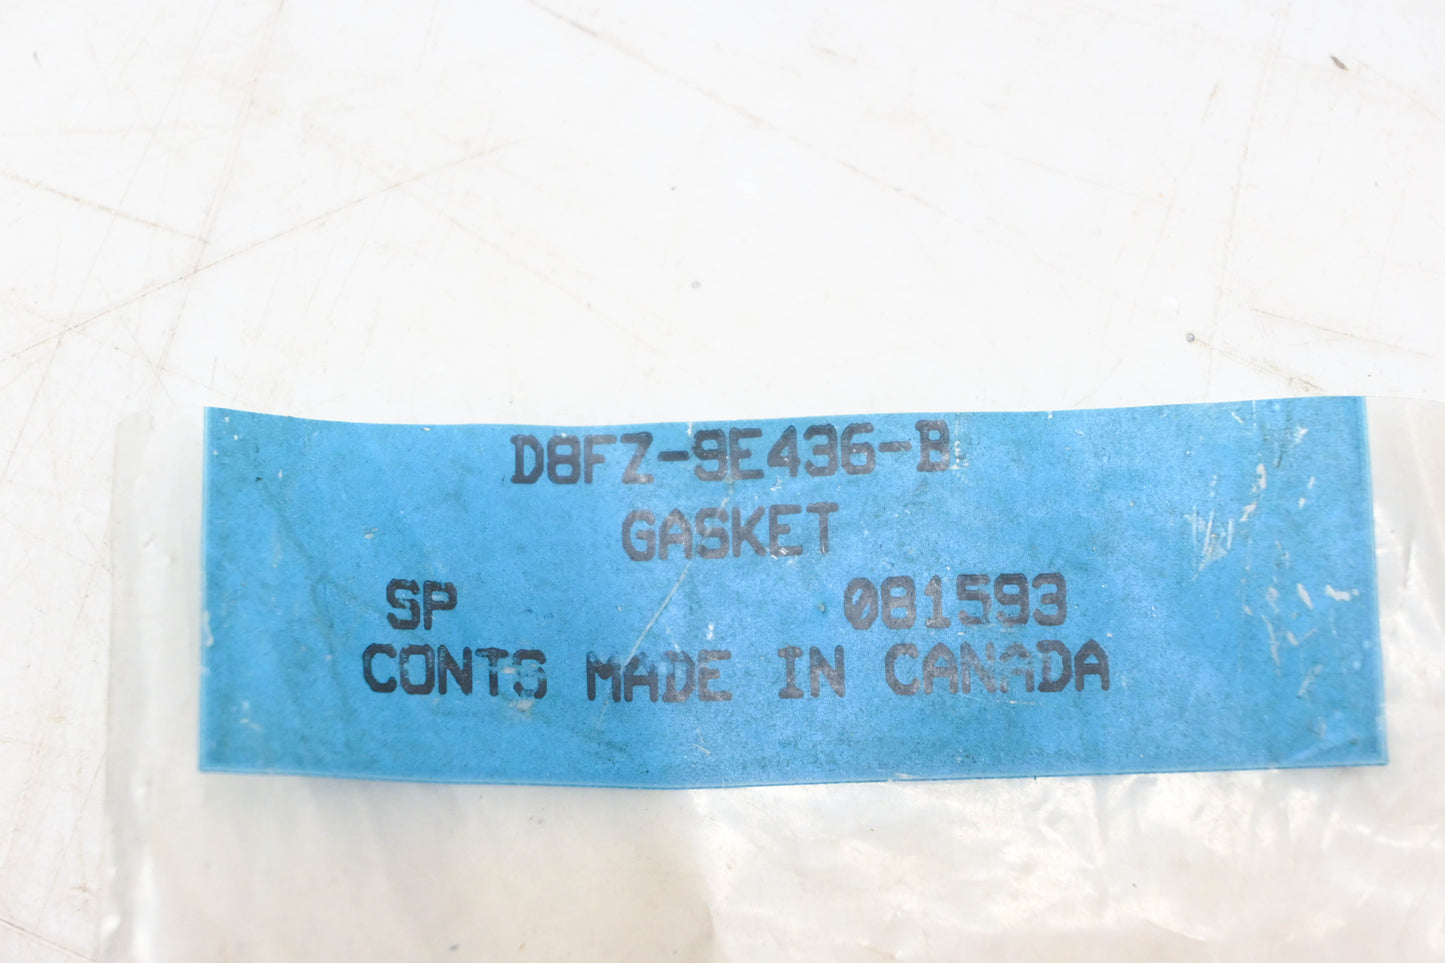 D8FZ-9E436-B
GASKET
SP 081593
CONTS MADE IN CANADA